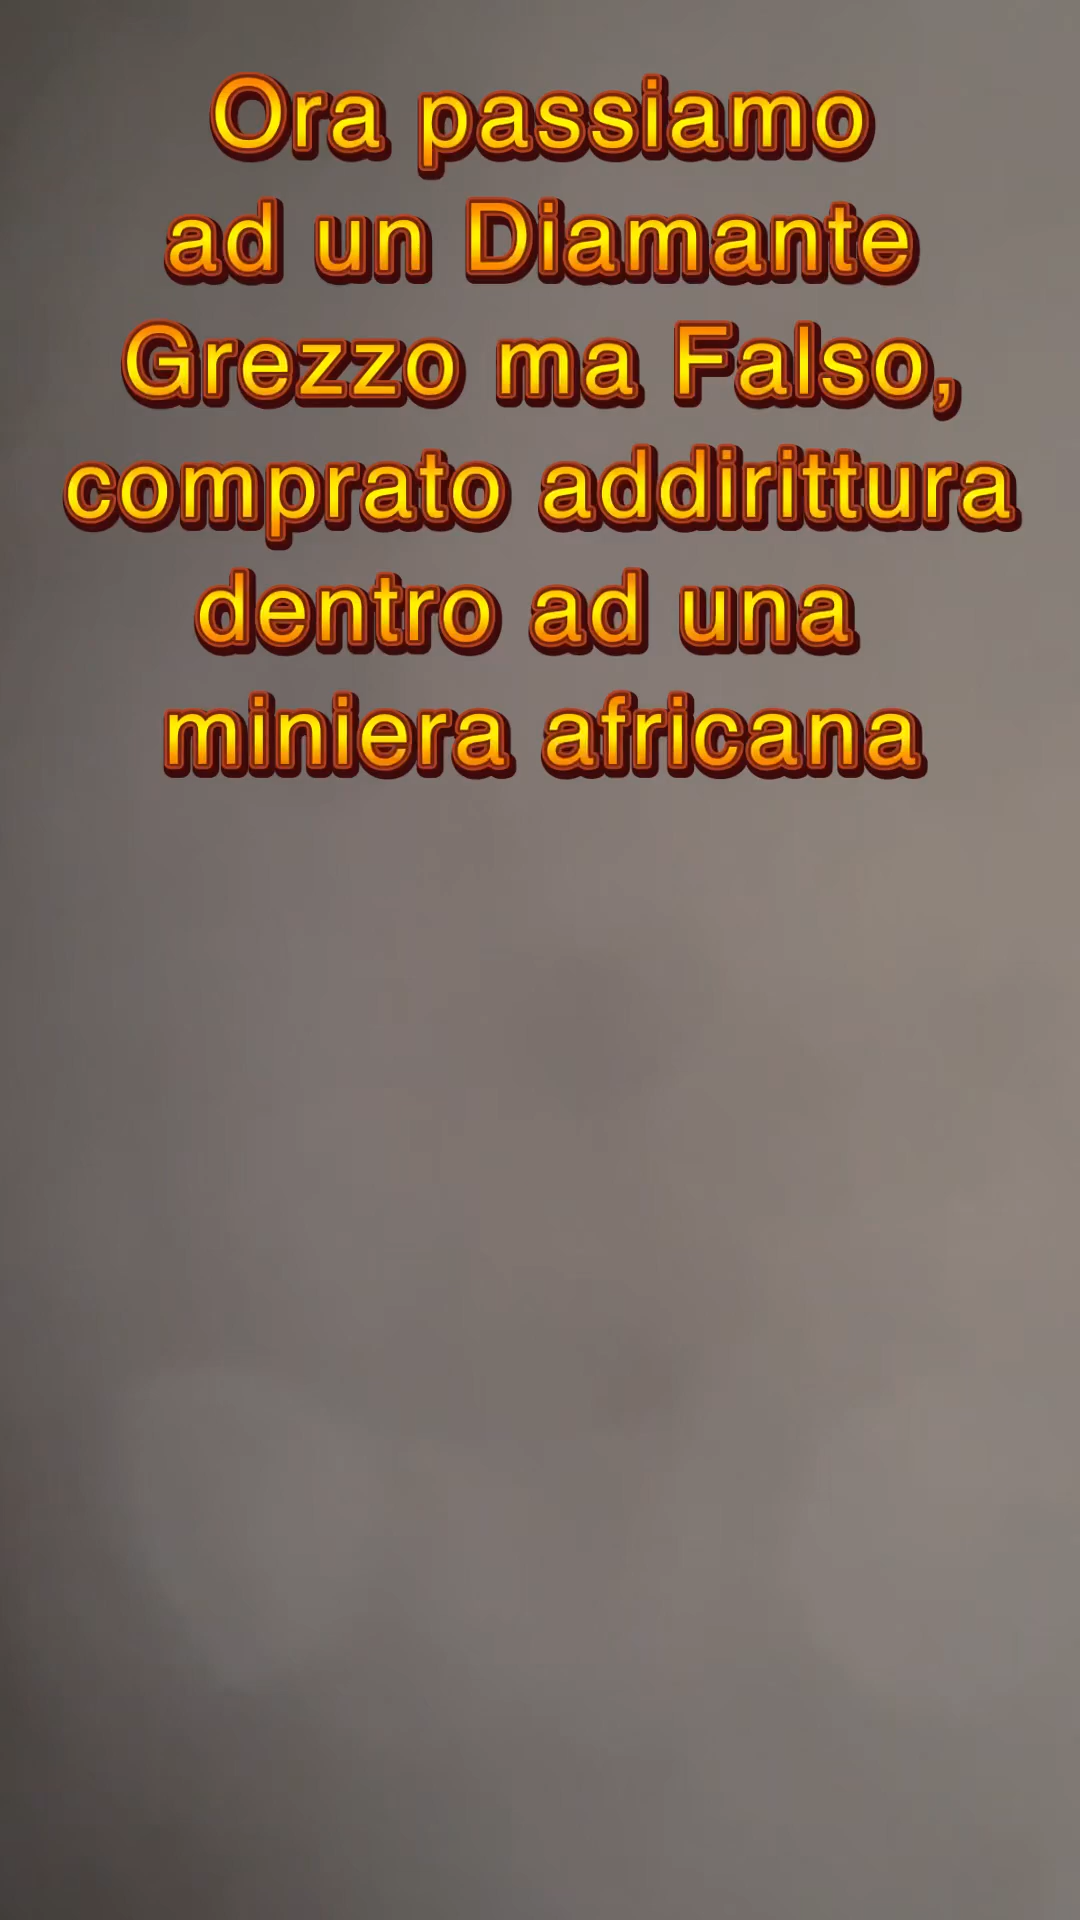 Ora passiamo
ad un Diamante
Grezzo ma Falso,
comprato addirittura
dentro ad una
miniera africana